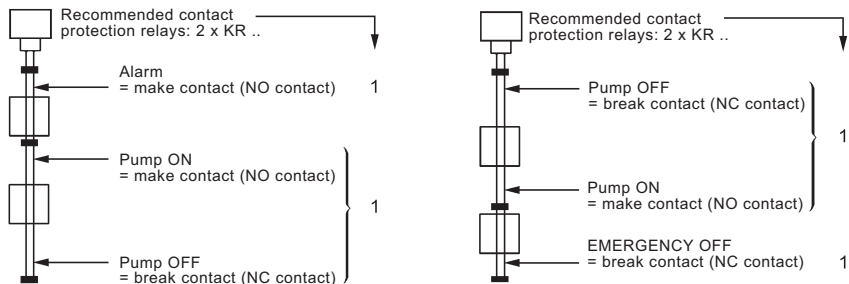 Recommended contact
protection relays: 2 x KR ..
Alarm
= make contact (NO contact)
1
Pump ON
= make contact (NO contact)
1
Pump OFF
= break contact (NC contact)
Recommended contact
protection relays: 2 x KR ..
Pump OFF
= break contact (NC contact)
1
Pump ON
= make contact (NO contact)
EMERGENCY OFF
= break contact (NC contact)
1